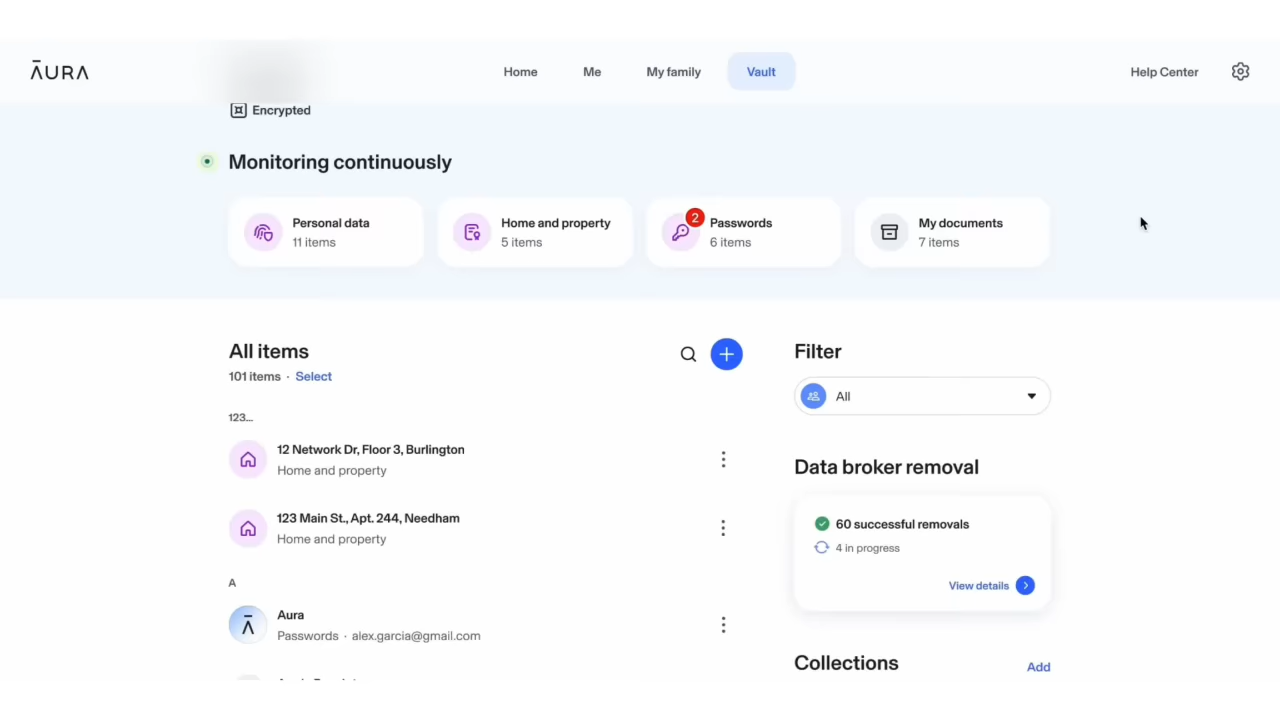 ĀURA
Home
Me
My family
Vault
Help Center
Encrypted
Monitoring continuously
Personal data
11 items
Home and property
5 items
2
Passwords
6 items
My documents
7 items
All items
101 items · Select
123...
12 Network Dr, Floor 3, Burlington
Home and property
123 Main St., Apt. 244, Needham
Home and property
A
Ā
Aura
Passwords · alex.garcia@gmail.com
Filter
All
Data broker removal
60 successful removals
4 in progress
View details
Collections
Add